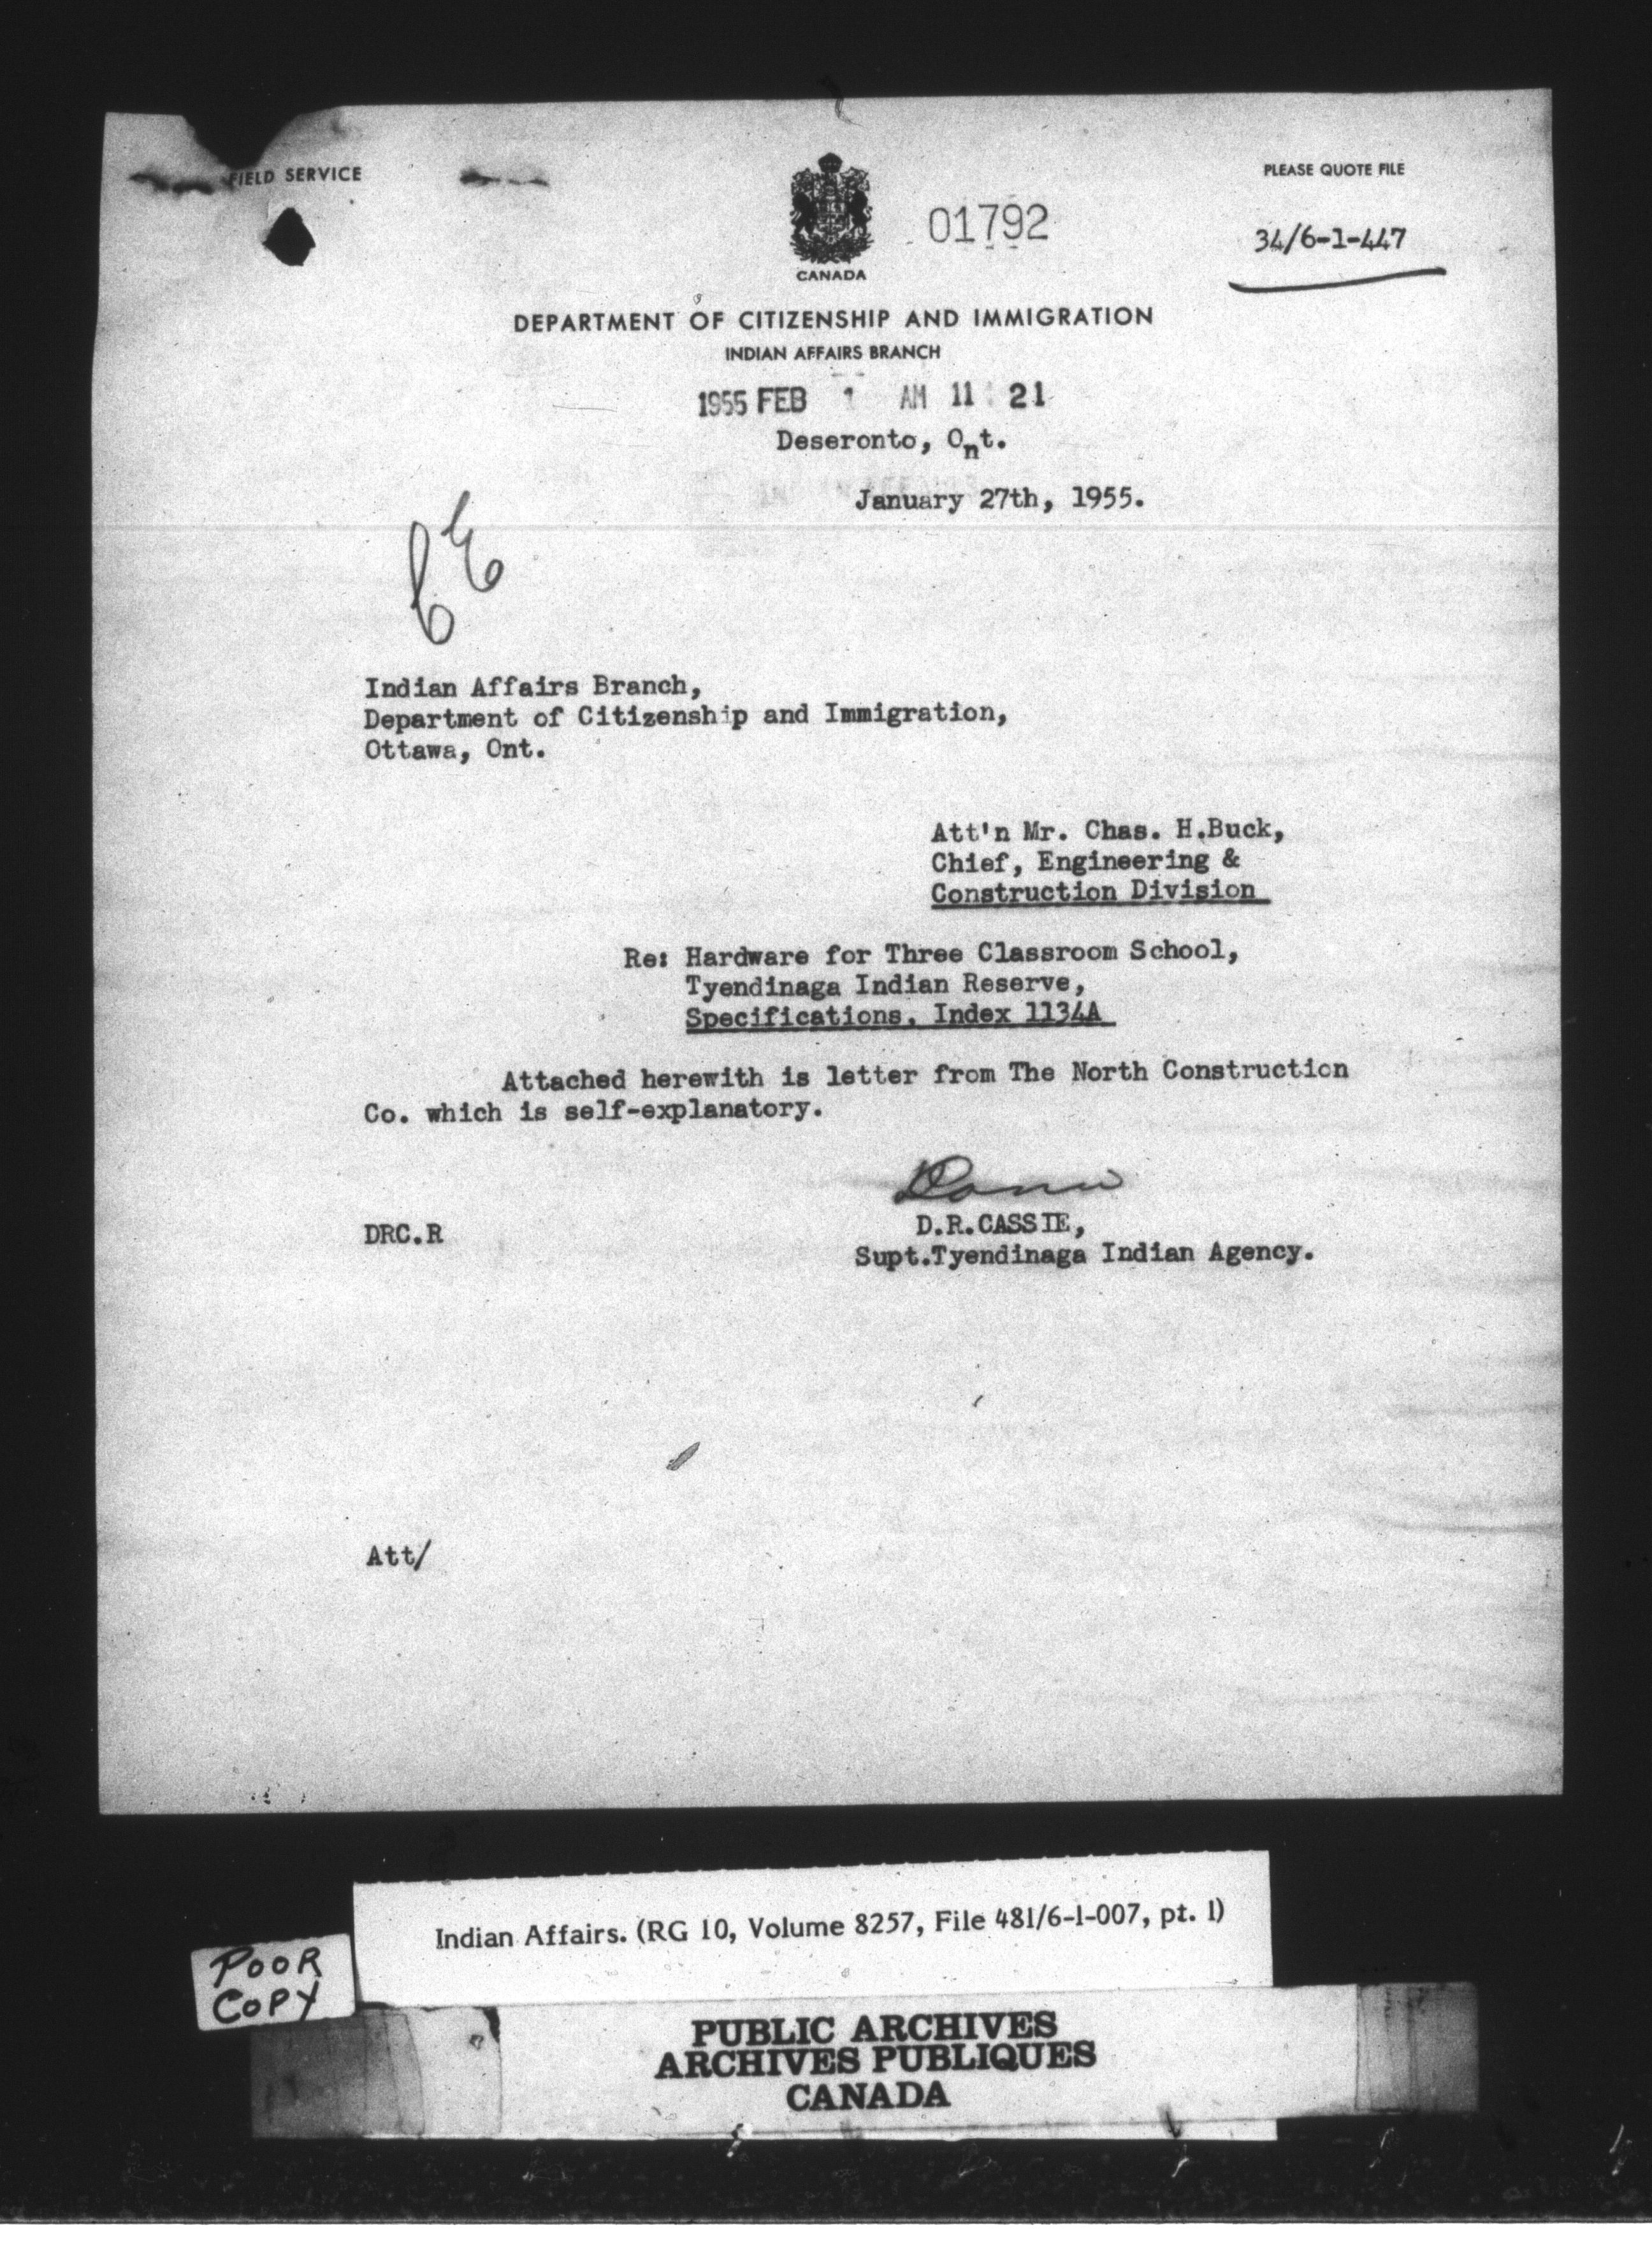 FIELD SERVICE
PLEASE QUOTE FILE
01792
34/6-1-447
CANADA
DEPARTMENT OF CITIZENSHIP AND IMMIGRATION
INDIAN AFFAIRS BRANCH
1955 FEB 1 AM 11 21
Deseronto, Ont.
January 27th, 1955.
Indian Affairs Branch,
Department of Citizenship and Immigration,
Ottawa, Ont.
Att'n Mr. Chas. H.Buck,
Chief, Engineering &
Construction Division
Re: Hardware for Three Classroom School,
Tyendinaga Indian Reserve,
Specifications, Index 1134A
Attached herewith is letter from The North Construction
Co. which is self-explanatory.
DRC.R
D.R.CASSIE,
Supt.Tyendinaga Indian Agency.
Att/
Indian Affairs. (RG 10, Volume 8257, File 481/6-1-007, pt. 1)
POOR
COPY
PUBLIC ARCHIVES
ARCHIVES PUBLIQUES
CANADA